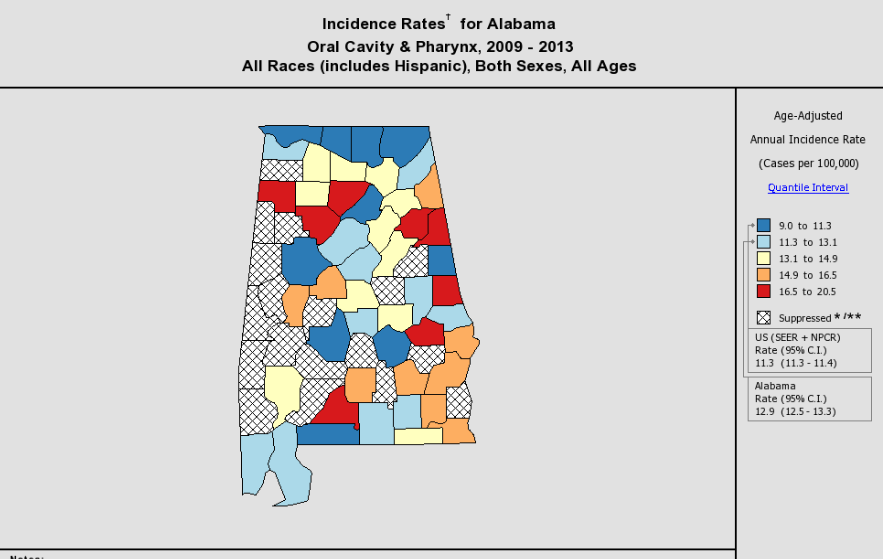 Incidence Rates† for Alabama
Oral Cavity & Pharynx, 2009 - 2013
All Races (includes Hispanic), Both Sexes, All Ages
Age-Adjusted
Annual Incidence Rate
(Cases per 100,000)
Quantile Interval
9.0 to 11.3
11.3 to 13.1
13.1 to 14.9
14.9 to 16.5
16.5 to 20.5
Suppressed * /**
US (SEER + NPCR)
Rate (95% C.I.)
11.3 (11.3 - 11.4)
Alabama
Rate (95% C.I.)
12.9 (12.5 - 13.3)
Notes: